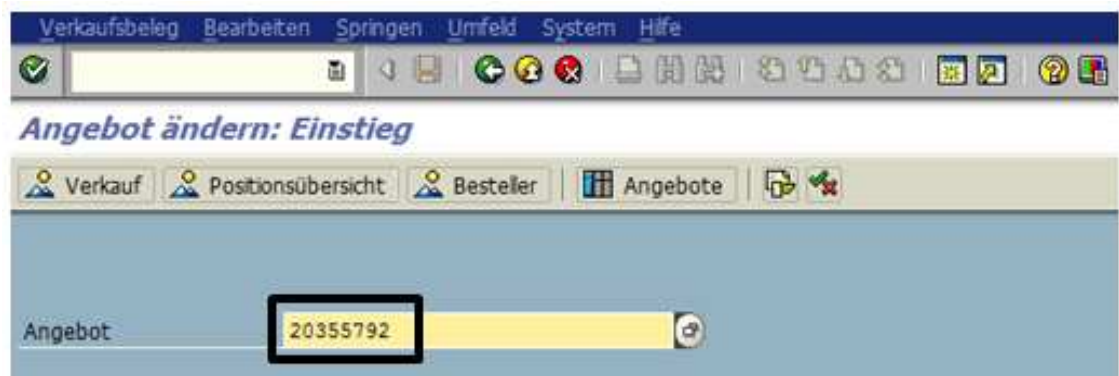 Verkaufsbeleg Bearbeiten Springen Umfeld System Hilfe
Angebot ändern: Einstieg
Verkauf Positionsübersicht Besteller Angebote
Angebot 20355792